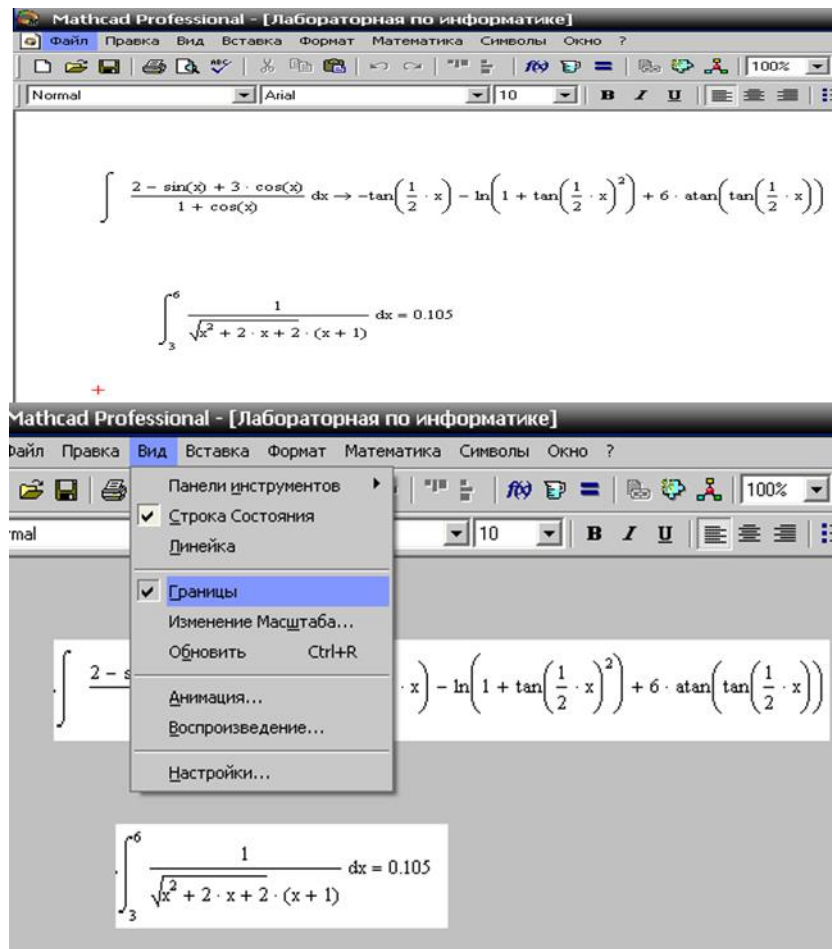 Mathcad Professional - [Лабораторная по информатике]
Файл Правка Вид Вставка Формат Математика Символы Окно ?
100%
Normal Arial 10 B I U
∫ (2 − sin(x) + 3 · cos(x))/(1 + cos(x)) dx → −tan(1/2 · x) − ln(1 + tan(1/2 · x)^2) + 6 · atan(tan(1/2 · x))
∫_3^6 1/(√(x^2 + 2 · x + 2) · (x + 1)) dx = 0.105
Mathcad Professional - [Лабораторная по информатике]
Файл Правка Вид Вставка Формат Математика Символы Окно ?
Панели инструментов
100%
Строка Состояния
rmal 10 B I U
Линейка
Границы
Изменение Масштаба...
Обновить Ctrl+R
∫ 2 − s · x) − ln(1 + tan(1/2 · x)^2) + 6 · atan(tan(1/2 · x))
Анимация...
Воспроизведение...
Настройки...
∫_3^6 1/(√(x^2 + 2 · x + 2) · (x + 1)) dx = 0.105